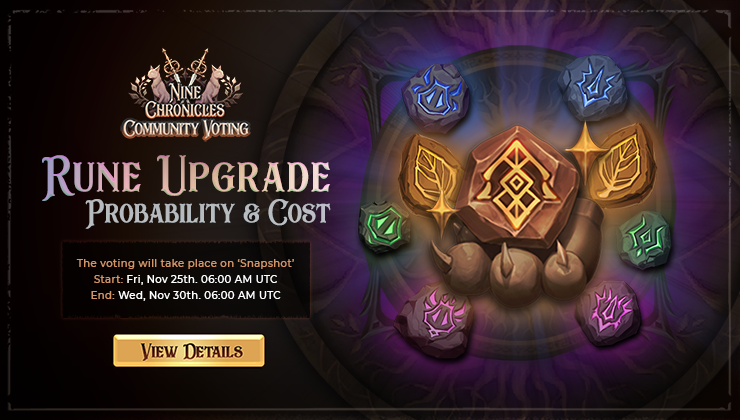 Nine
Chronicles
Community Voting
Rune Upgrade
Probability & Cost
The voting will take place on 'Snapshot'
Start: Fri, Nov 25th. 06:00 AM UTC
End: Wed, Nov 30th. 06:00 AM UTC
View Details